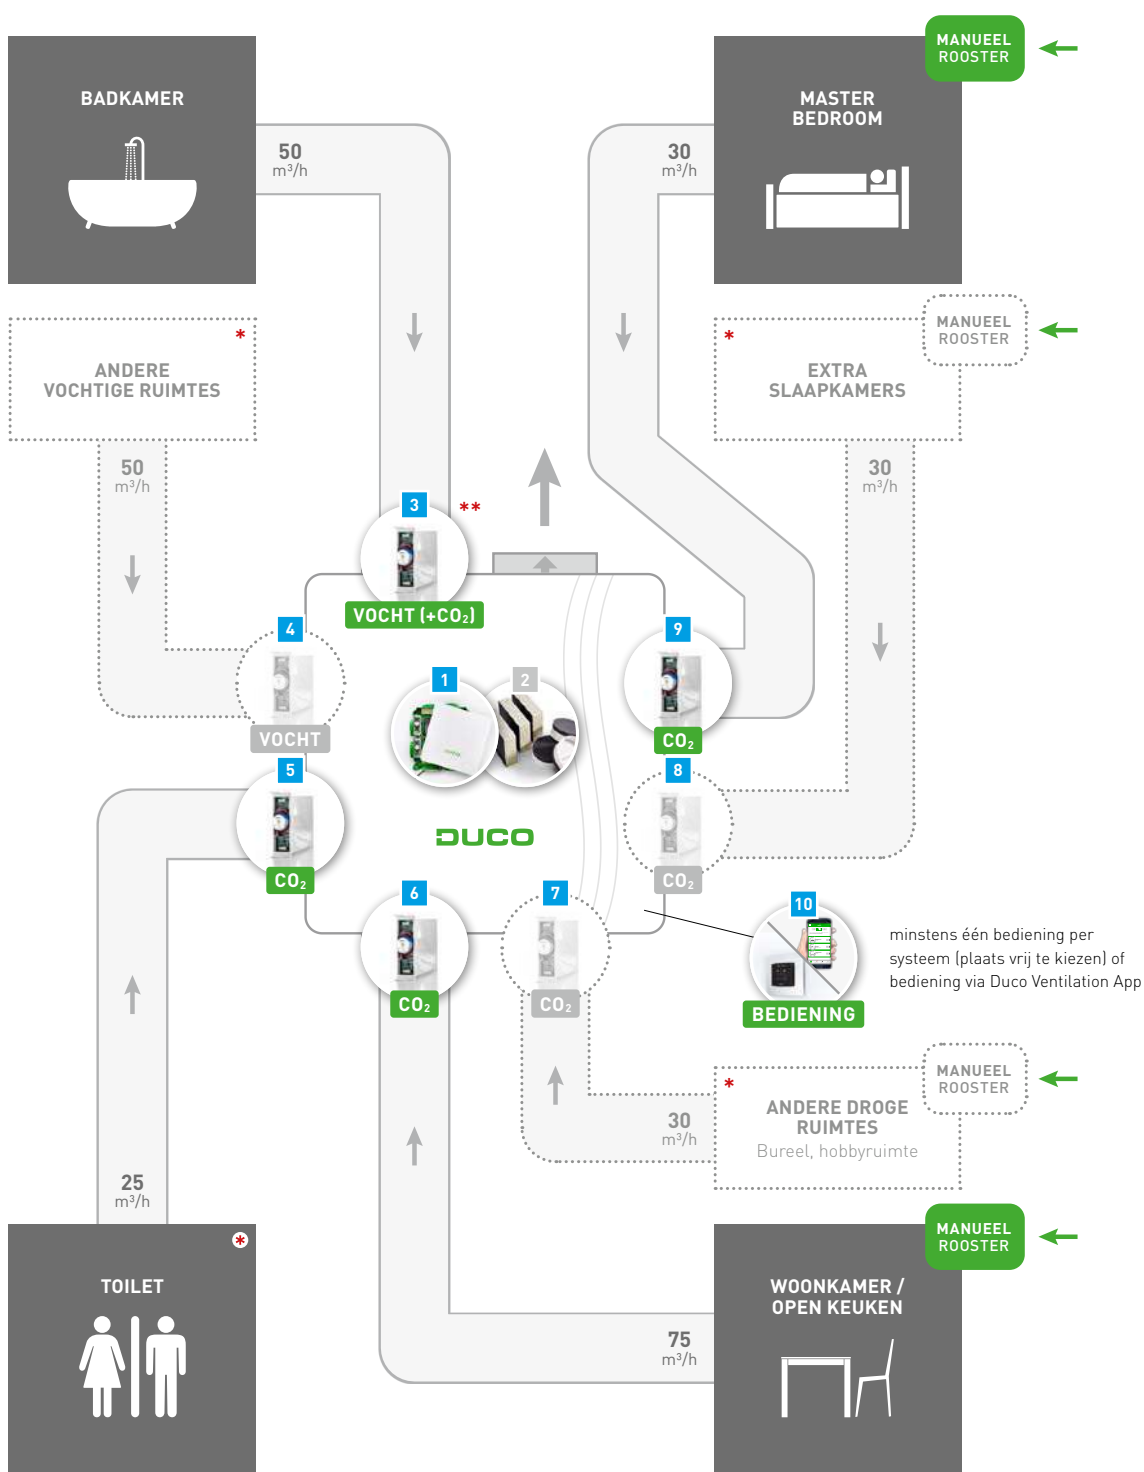 MANUEEL
ROOSTER
BADKAMER
MASTER
BEDROOM
50
m³/h
30
m³/h
*
ANDERE
VOCHTIGE RUIMTES
*
EXTRA
SLAAPKAMERS
MANUEEL
ROOSTER
50
m³/h
30
m³/h
3
**
VOCHT (+CO₂)
4
VOCHT
9
CO₂
1
2
5
CO₂
8
CO₂
DUCO
6
CO₂
7
CO₂
10
BEDIENING
minstens één bediening per
systeem (plaats vrij te kiezen) of
bediening via Duco Ventilation App
MANUEEL
ROOSTER
*
ANDERE DROGE
RUIMTES
Bureel, hobbyruimte
30
m³/h
25
m³/h
*
TOILET
MANUEEL
ROOSTER
WOONKAMER /
OPEN KEUKEN
75
m³/h